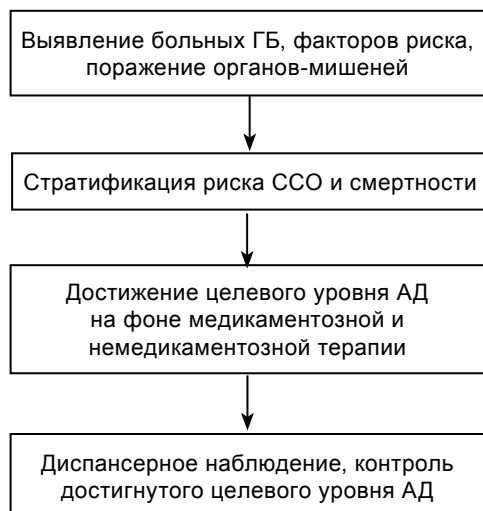 Выявление больных ГБ, факторов риска,
поражение органов-мишеней
Стратификация риска ССО и смертности
Достижение целевого уровня АД
на фоне медикаментозной и
немедикаментозной терапии
Диспансерное наблюдение, контроль
достигнутого целевого уровня АД